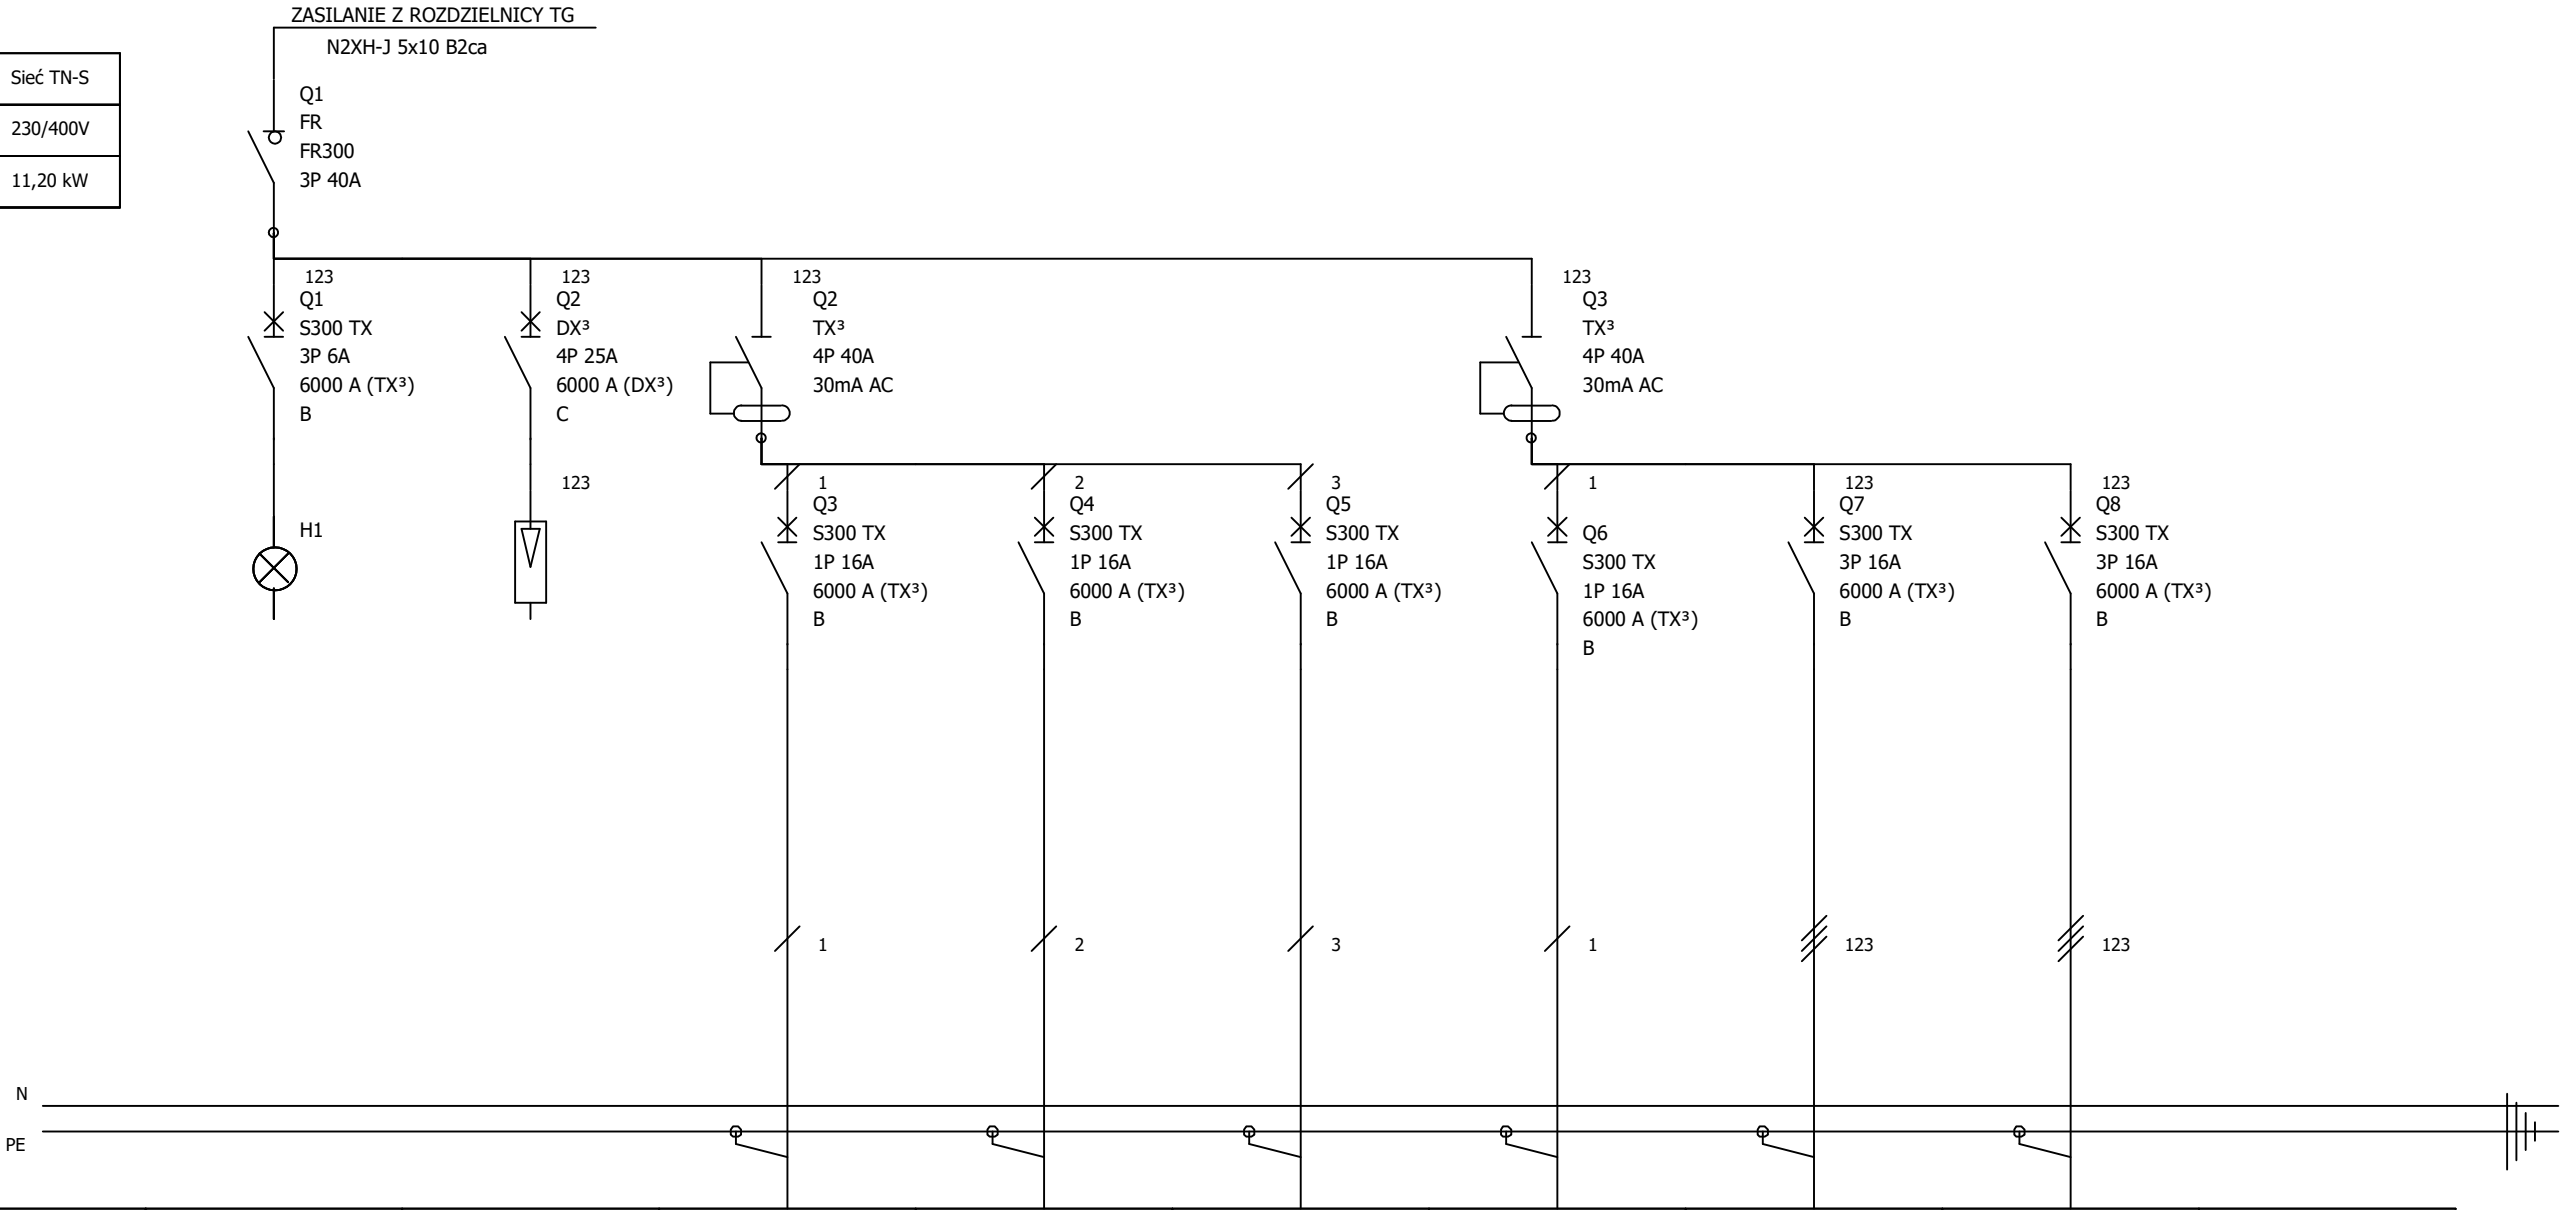 ZASILANIE Z ROZDZIELNICY TG
N2XH-J 5x10 B2ca
Sieć TN-S
230/400V
11,20 kW
Q1
FR
FR300
3P 40A
123
Q1
S300 TX
3P 6A
6000 A (TX³)
B
H1
123
Q2
DX³
4P 25A
6000 A (DX³)
C
123
123
Q2
TX³
4P 40A
30mA AC
123
Q3
TX³
4P 40A
30mA AC
1
Q3
S300 TX
1P 16A
6000 A (TX³)
B
2
Q4
S300 TX
1P 16A
6000 A (TX³)
B
3
Q5
S300 TX
1P 16A
6000 A (TX³)
B
1
Q6
S300 TX
1P 16A
6000 A (TX³)
B
123
Q7
S300 TX
3P 16A
6000 A (TX³)
B
123
Q8
S300 TX
3P 16A
6000 A (TX³)
B
1
2
3
1
123
123
N
PE